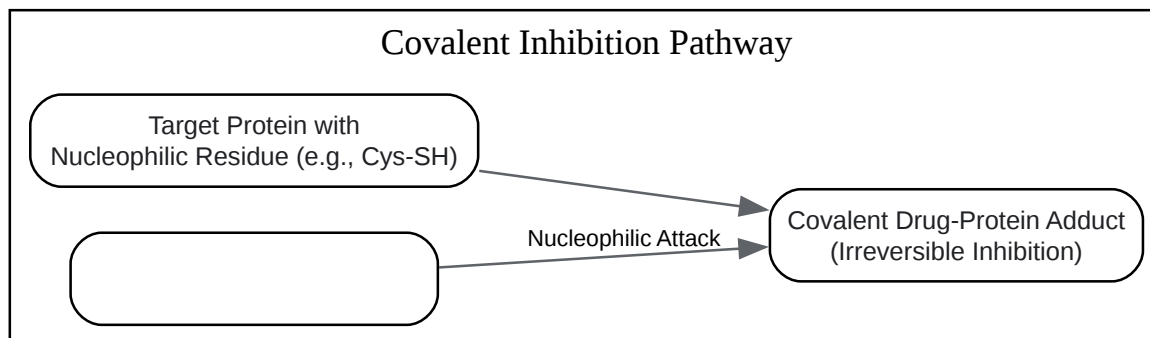 Covalent Inhibition Pathway
Target Protein with
Nucleophilic Residue (e.g., Cys-SH)
Nucleophilic Attack
Covalent Drug-Protein Adduct
(Irreversible Inhibition)